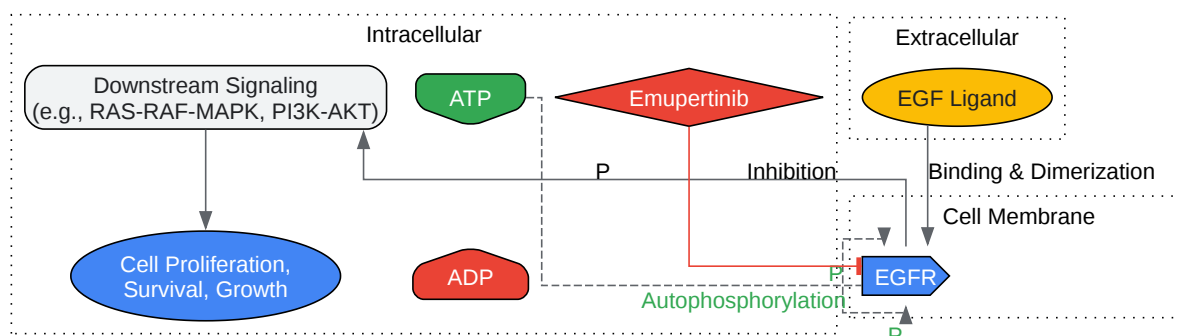 Intracellular
Extracellular
Downstream Signaling
(e.g., RAS-RAF-MAPK, PI3K-AKT)
ATP
Emupertinib
EGF Ligand
P
Inhibition
Binding & Dimerization
Cell Membrane
Cell Proliferation,
Survival, Growth
ADP
P
EGFR
Autophosphorylation
P